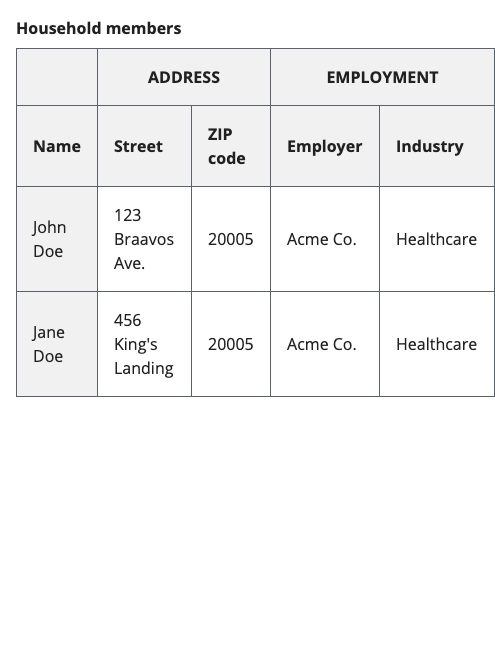 Household members
ADDRESS EMPLOYMENT
Name Street ZIP code Employer Industry
John Doe 123 Braavos Ave. 20005 Acme Co. Healthcare
Jane Doe 456 King's Landing 20005 Acme Co. Healthcare